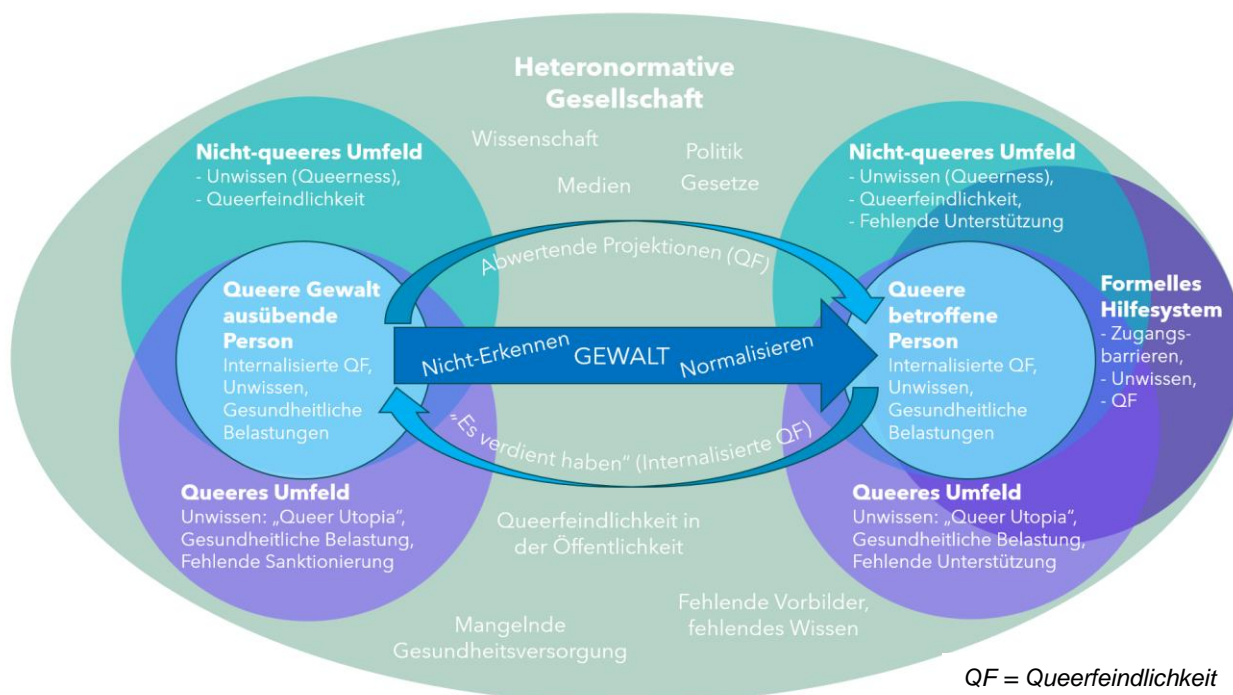 Heteronormative
Gesellschaft
Wissenschaft
Politik
Medien
Gesetze
Nicht-queeres Umfeld
- Unwissen (Queerness),
- Queerfeindlichkeit
Nicht-queeres Umfeld
- Unwissen (Queerness),
- Queerfeindlichkeit,
- Fehlende Unterstützung
Abwertende Projektionen (QF)
Queere Gewalt
ausübende
Person
Internalisierte QF,
Unwissen,
Gesundheitliche
Belastungen
Nicht-Erkennen
GEWALT
Normalisieren
Queere
betroffene
Person
Internalisierte QF,
Unwissen,
Gesundheitliche
Belastungen
Formelles
Hilfesystem
- Zugangs-
barrieren,
- Unwissen,
- QF
„Es verdient haben“ (Internalisierte QF)
Queeres Umfeld
Unwissen: „Queer Utopia“,
Gesundheitliche Belastung,
Fehlende Sanktionierung
Queeres Umfeld
Unwissen: „Queer Utopia“,
Gesundheitliche Belastung,
Fehlende Unterstützung
Queerfeindlichkeit in
der Öffentlichkeit
Mangelnde
Gesundheitsversorgung
Fehlende Vorbilder,
fehlendes Wissen
QF = Queerfeindlichkeit